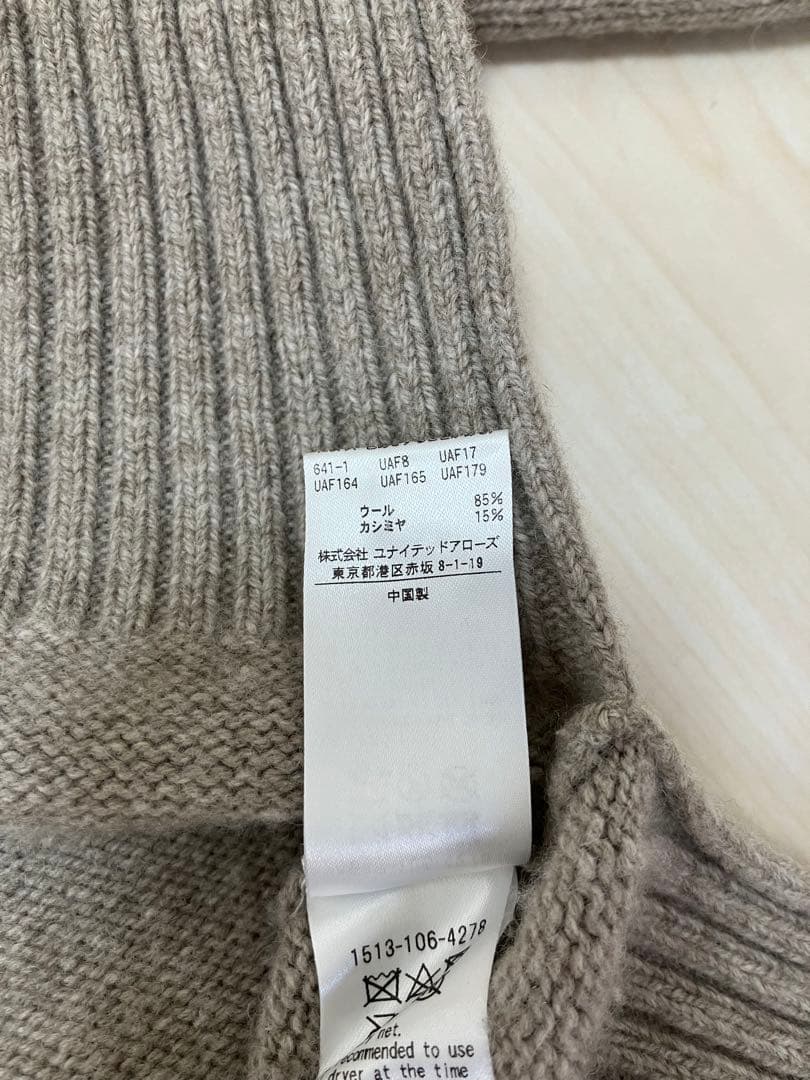 641-1 UAF8 UAF17
UAF164 UAF165 UAF179
ウール 85%
カシミヤ 15%
株式会社 ユナイテッドアローズ
東京都港区赤坂 8-1-19
中国製
1513-106-4278
net.
recommended to use
dryer at the time